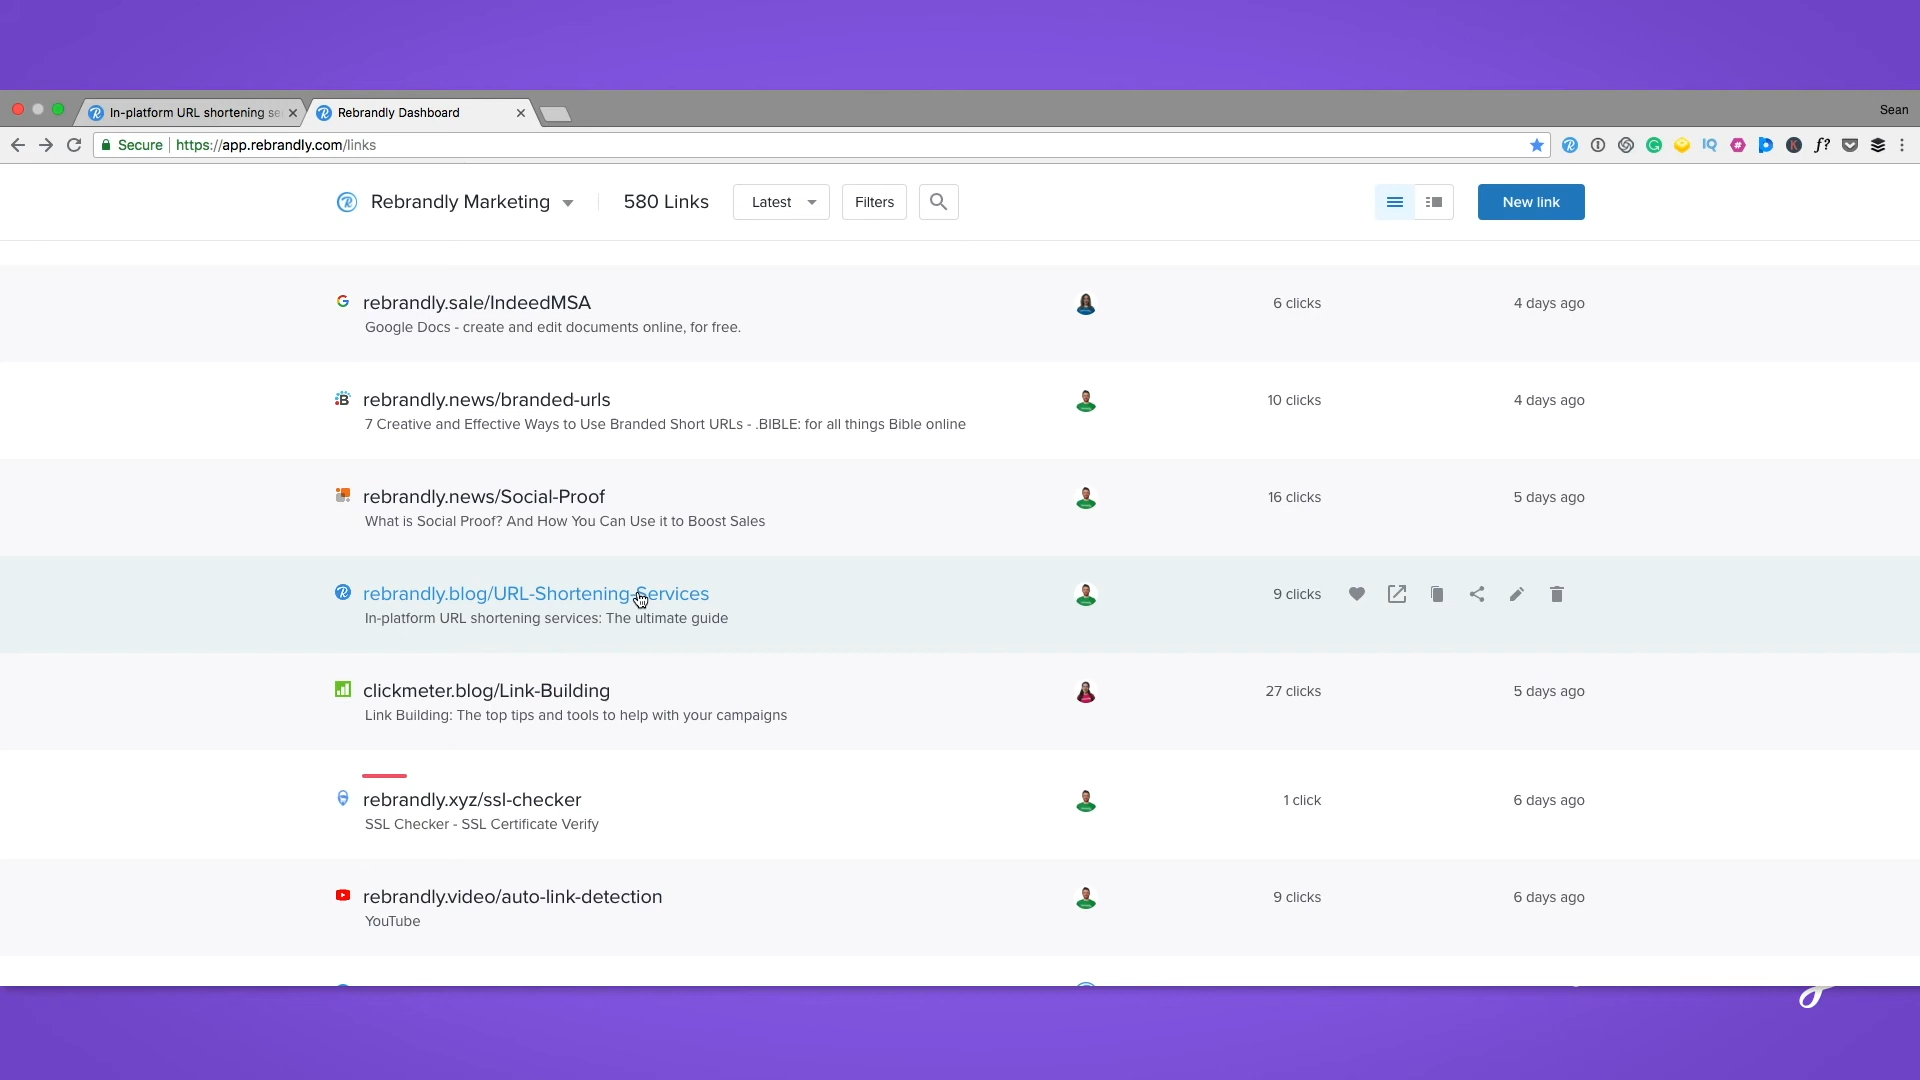 In-platform URL shortening se
Rebrandly Dashboard
Sean
Secure
https://app.rebrandly.com/links
Rebrandly Marketing
580 Links
Latest
Filters
New link
rebrandly.sale/IndeedMSA
6 clicks
4 days ago
Google Docs - create and edit documents online, for free.
rebrandly.news/branded-urls
10 clicks
4 days ago
7 Creative and Effective Ways to Use Branded Short URLs - .BIBLE: for all things Bible online
rebrandly.news/Social-Proof
16 clicks
5 days ago
What is Social Proof? And How You Can Use it to Boost Sales
rebrandly.blog/URL-Shortening-Services
9 clicks
In-platform URL shortening services: The ultimate guide
clickmeter.blog/Link-Building
27 clicks
5 days ago
Link Building: The top tips and tools to help with your campaigns
rebrandly.xyz/ssl-checker
1 click
6 days ago
SSL Checker - SSL Certificate Verify
rebrandly.video/auto-link-detection
9 clicks
6 days ago
YouTube